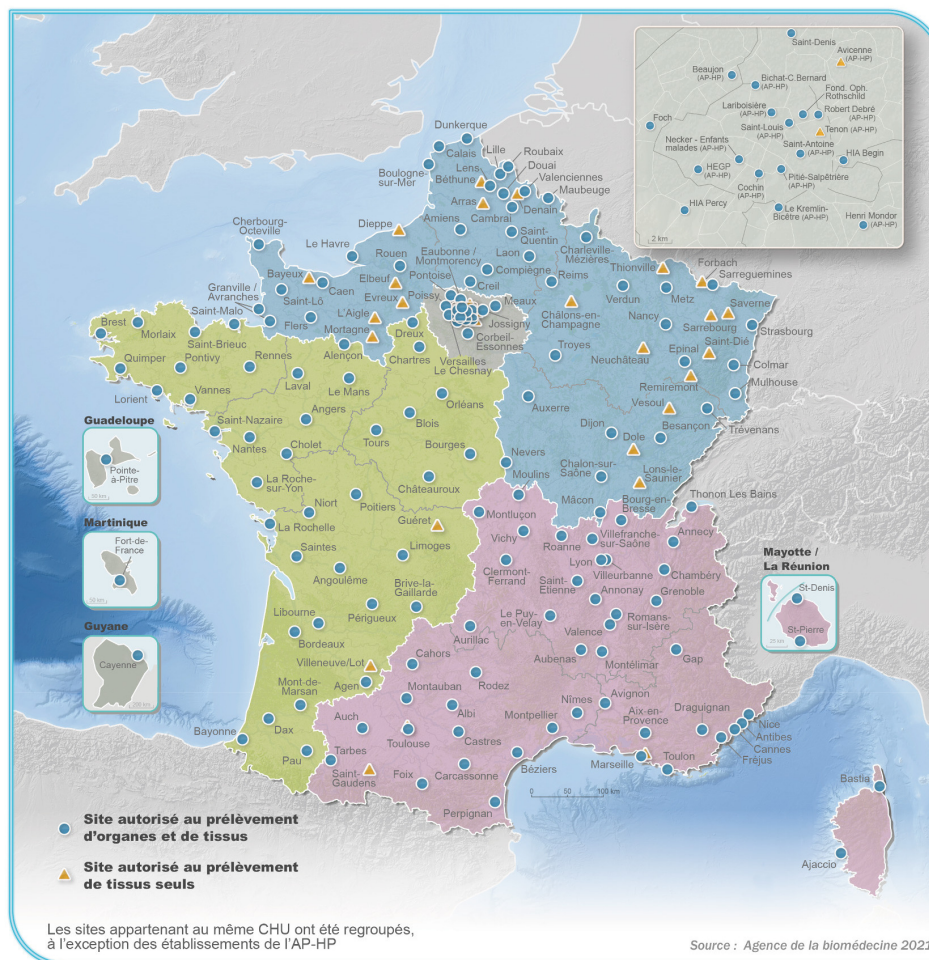 Saint-Denis
Avicenne
(AP-HP)
Beaujon
(AP-HP)
Bichat-C.Bernard
(AP-HP)
Fond. Oph.
Rothschild
Lariboisière
(AP-HP)
Robert Debré
(AP-HP)
Foch
Saint-Louis
(AP-HP)
Tenon (AP-HP)
Necker - Enfants
malades (AP-HP)
Saint-Antoine
(AP-HP)
HIA Begin
HEGP
(AP-HP)
Cochin
(AP-HP)
Pitié-Salpêtrière
(AP-HP)
HIA Percy
Le Kremlin-
Bicêtre (AP-HP)
Henri Mondor
(AP-HP)
2 km
Dunkerque
Calais
Lille
Roubaix
Boulogne-
sur-Mer
Lens
Béthune
Douai
Valenciennes
Maubeuge
Arras
Denain
Cambrai
Amiens
Dieppe
Cherbourg-
Octeville
Le Havre
Rouen
Eaubonne /
Montmorency
Saint-
Quentin
Laon
Charleville
Mézières
Compiègne
Reims
Thionville
Forbach
Sarreguemines
Bayeux
Elbeuf
Pontoise
Creil
Granville /
Avranches
Caen
Saint-Lô
Evreux
Poissy
Meaux
Verdun
Metz
Saverne
Saint-Malo
L'Aigle
Châlons-en-
Champagne
Nancy
Sarrebourg
Strasbourg
Brest
Morlaix
Saint-Brieuc
Flers
Mortagne
Dreux
Jossigny
Corbeil-
Essonnes
Troyes
Saint-Dié
Neuchâteau
Epinal
Quimper
Pontivy
Rennes
Alençon
Chartres
Versailles
Le Chesnay
Colmar
Laval
Le Mans
Remiremont
Mulhouse
Lorient
Vannes
Orléans
Auxerre
Vesoul
Trévenans
Saint-Nazaire
Angers
Blois
Dijon
Besançon
Nantes
Cholet
Tours
Bourges
Dole
Nevers
Moulins
Chalon-sur-
Saône
Lons-le-
Saunier
La Roche-
sur-Yon
Châteauroux
Niort
Poitiers
Mâcon
Bourg-en-
Bresse
Thonon Les Bains
Guéret
Montluçon
La Rochelle
Vichy
Roanne
Villefranche-
sur-Saône
Annecy
Saintes
Limoges
Clermont-
Ferrand
Lyon
Villeurbanne
Saint-
Etienne
Chambéry
Angoulême
Brive-la-
Gaillarde
Annonay
Grenoble
Libourne
Périgueux
Le Puy-
en-Velay
Romans-
sur-Isère
Bordeaux
Aurillac
Valence
Villeneuve/Lot
Cahors
Aubenas
Montélimar
Gap
Mont-de-
Marsan
Agen
Rodez
Montauban
Avignon
Nîmes
Aix-en-
Provence
Draguignan
Auch
Albi
Montpellier
Nice
Bayonne
Dax
Toulouse
Castres
Antibes
Cannes
Fréjus
Pau
Tarbes
Saint-
Gaudens
Foix
Carcassonne
Béziers
Marseille
Toulon
0 50 100 km
Perpignan
Bastia
Ajaccio
Guadeloupe
Pointe-
à-Pitre
50 km
Martinique
Fort-de-
France
50 km
Guyane
Cayenne
200 km
Mayotte /
La Réunion
St-Denis
St-Pierre
25 km
Site autorisé au prélèvement
d'organes et de tissus
Site autorisé au prélèvement
de tissus seuls
Les sites appartenant au même CHU ont été regroupés,
à l'exception des établissements de l'AP-HP
Source : Agence de la biomédecine 2021